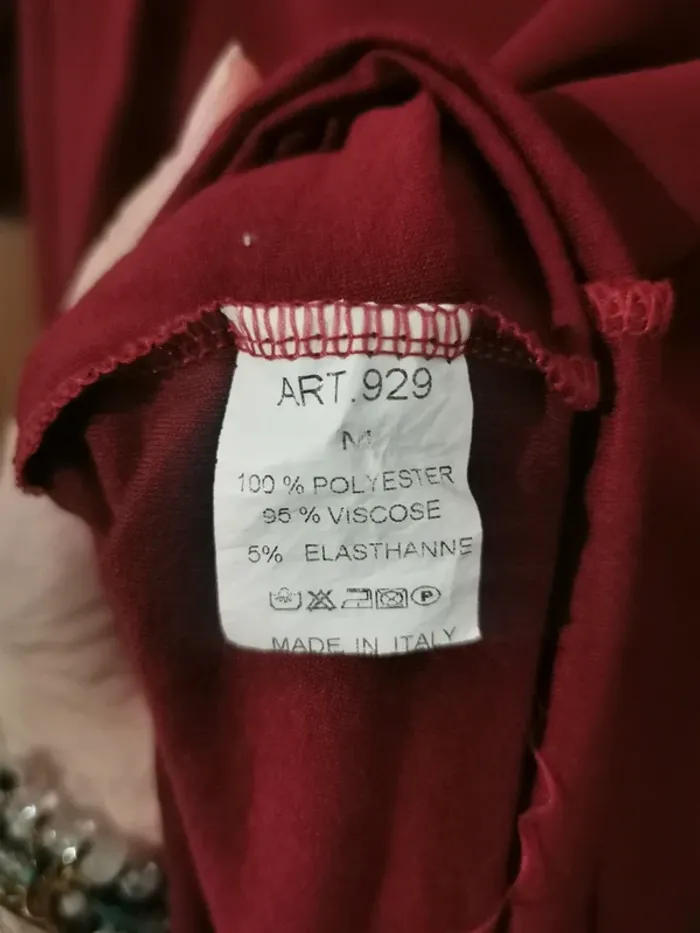 ART.929
M
100 % POLYESTER
95 % VISCOSE
5% ELASTHANNE
P
MADE IN ITALY